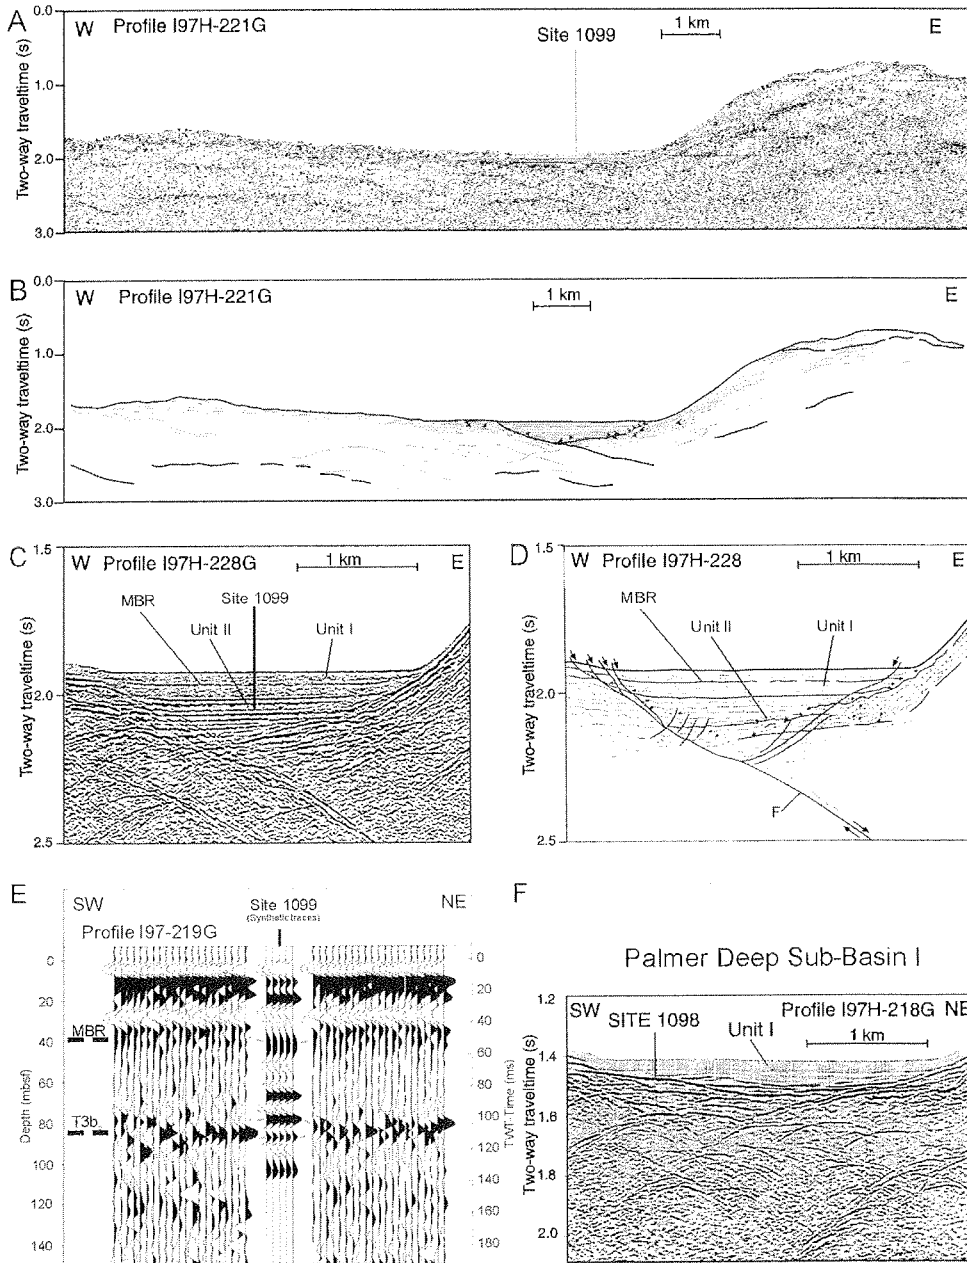 A
W Profile I97H-221G
Site 1099
1 km
E
Two-way traveltime (s)
0.0
1.0
2.0
3.0
B
W Profile I97H-221G
1 km
E
Two-way traveltime (s)
0.0
1.0
2.0
3.0
C
W Profile I97H-228G
1 km
E
MBR
Site 1099
Unit II
Unit I
Two-way traveltime (s)
1.5
2.0
2.5
D
W Profile I97H-228
1 km
E
MBR
Unit II
Unit I
F
Two-way traveltime (s)
1.5
2.0
2.5
E
SW
Site 1099
(Synthetic traces)
NE
Profile I97-219G
MBR
T3b
Depth (mbsf)
0
20
40
60
80
100
120
140
TWT-Time (ms)
0
20
40
60
80
100
120
140
160
180
F
Palmer Deep Sub-Basin I
SW
Profile I97H-218G NE
SITE 1098
Unit I
1 km
Two-way traveltime (s)
1.2
1.4
1.6
1.8
2.0